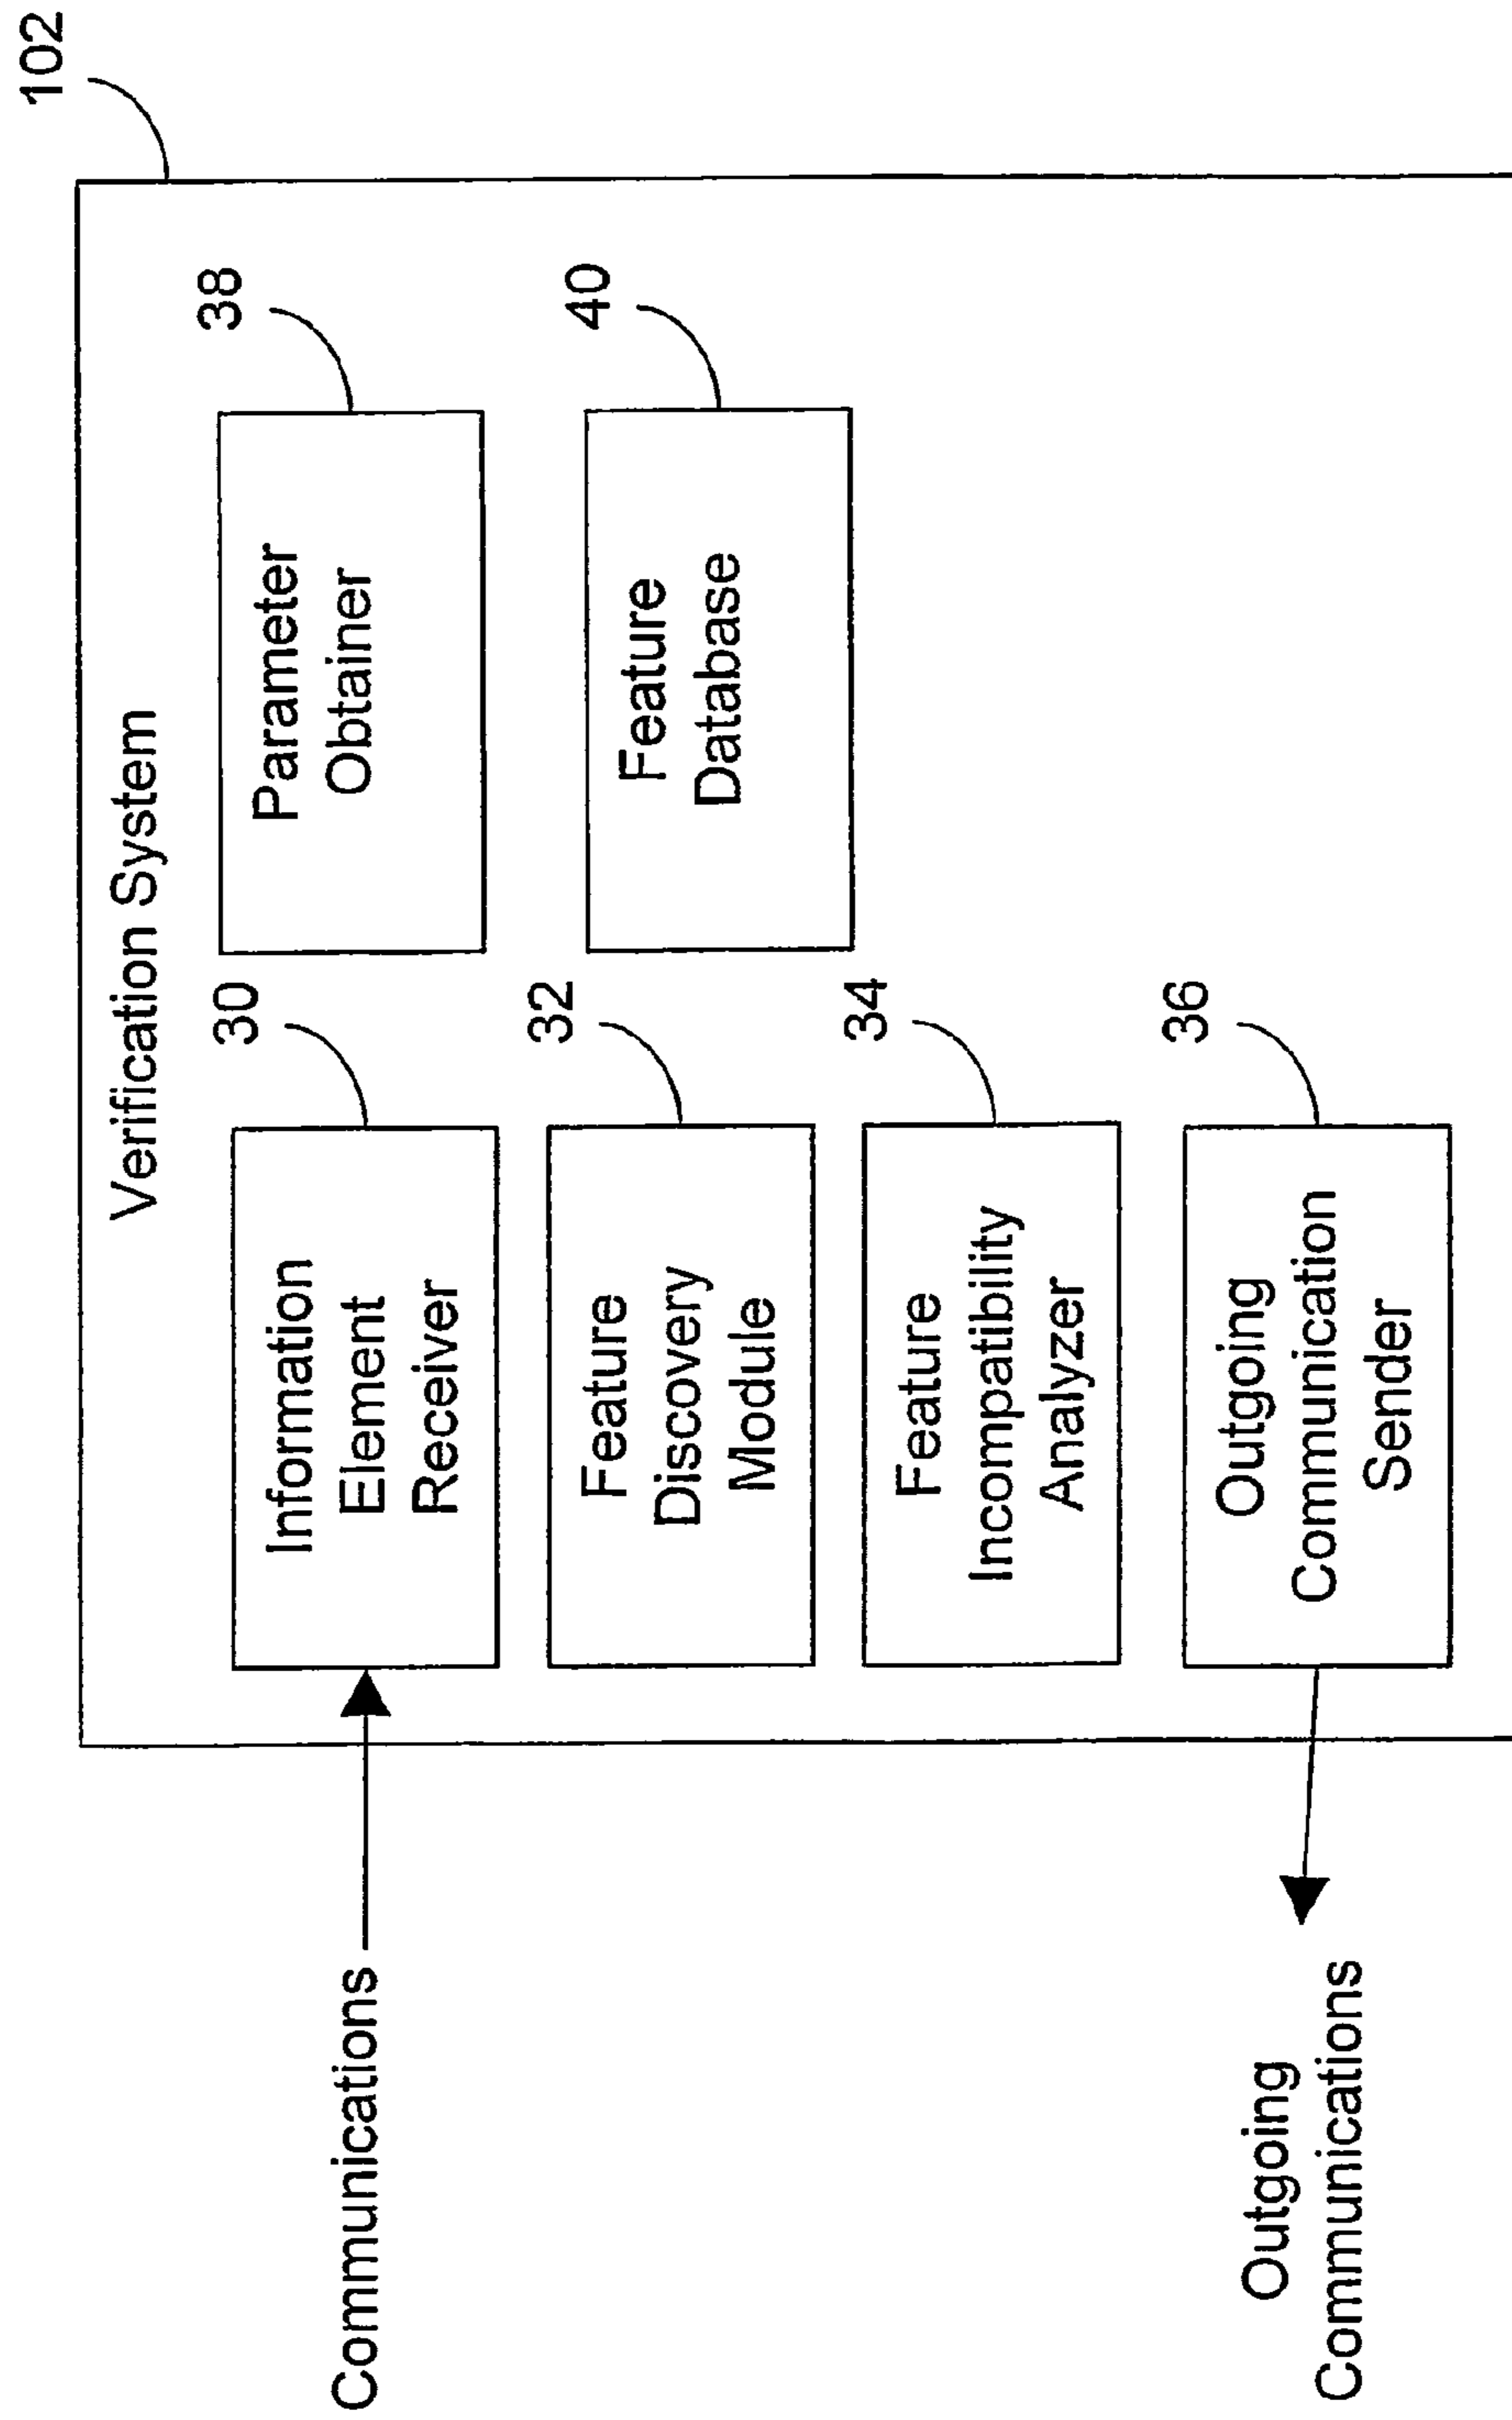 102
Verification System
30
Information
Element
Receiver
38
Parameter
Obtainer
Communications
32
Feature
Discovery
Module
40
Feature
Database
34
Feature
Incompatibility
Analyzer
36
Outgoing
Communication
Sender
Outgoing
Communications